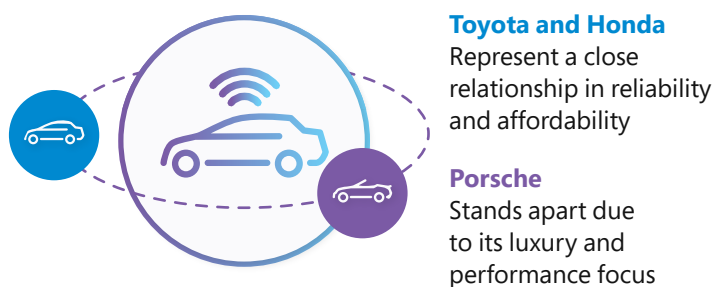 Toyota and Honda
Represent a close
relationship in reliability
and affordability
Porsche
Stands apart due
to its luxury and
performance focus